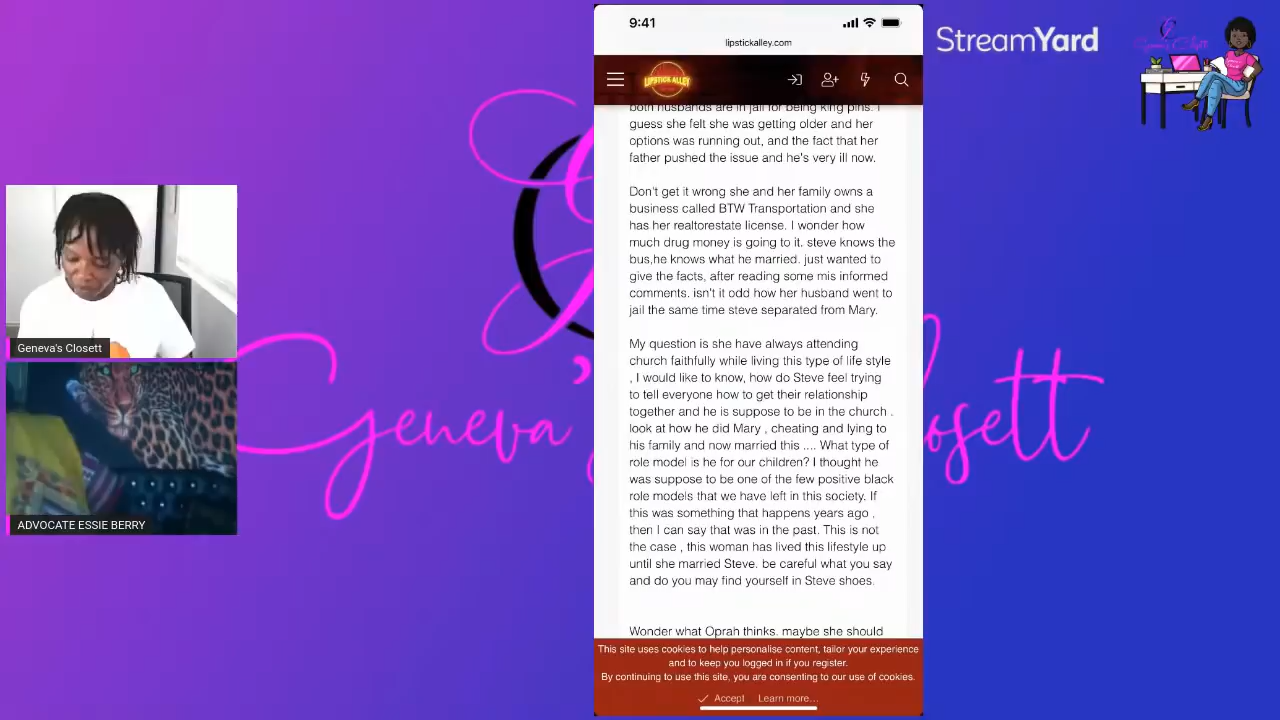 9:41
lipstickalley.com
LIPSTICK ALLEY
both husbands are in jail for being king pins. I
guess she felt she was getting older and her
options was running out, and the fact that her
father pushed the issue and he's very ill now.
Don't get it wrong she and her family owns a
business called BTW Transportation and she
has her realtorestate license. I wonder how
much drug money is going to it. steve knows the
bus,he knows what he married. just wanted to
give the facts, after reading some mis informed
comments. isn't it odd how her husband went to
jail the same time steve separated from Mary.
My question is she have always attending
church faithfully while living this type of life style
, I would like to know, how do Steve feel trying
to tell everyone how to get their relationship
together and he is suppose to be in the church .
look at how he did Mary , cheating and lying to
his family and now married this .... What type of
role model is he for our children? I thought he
was suppose to be one of the few positive black
role models that we have left in this society. If
this was something that happens years ago ,
then I can say that was in the past. This is not
the case , this woman has lived this lifestyle up
until she married Steve. be careful what you say
and do you may find yourself in Steve shoes.
Wonder what Oprah thinks. maybe she should
This site uses cookies to help personalise content, tailor your experience
and to keep you logged in if you register.
By continuing to use this site, you are consenting to our use of cookies.
Accept Learn more...
StreamYard
Geneva's Closett
ADVOCATE ESSIE BERRY
Geneva' losett